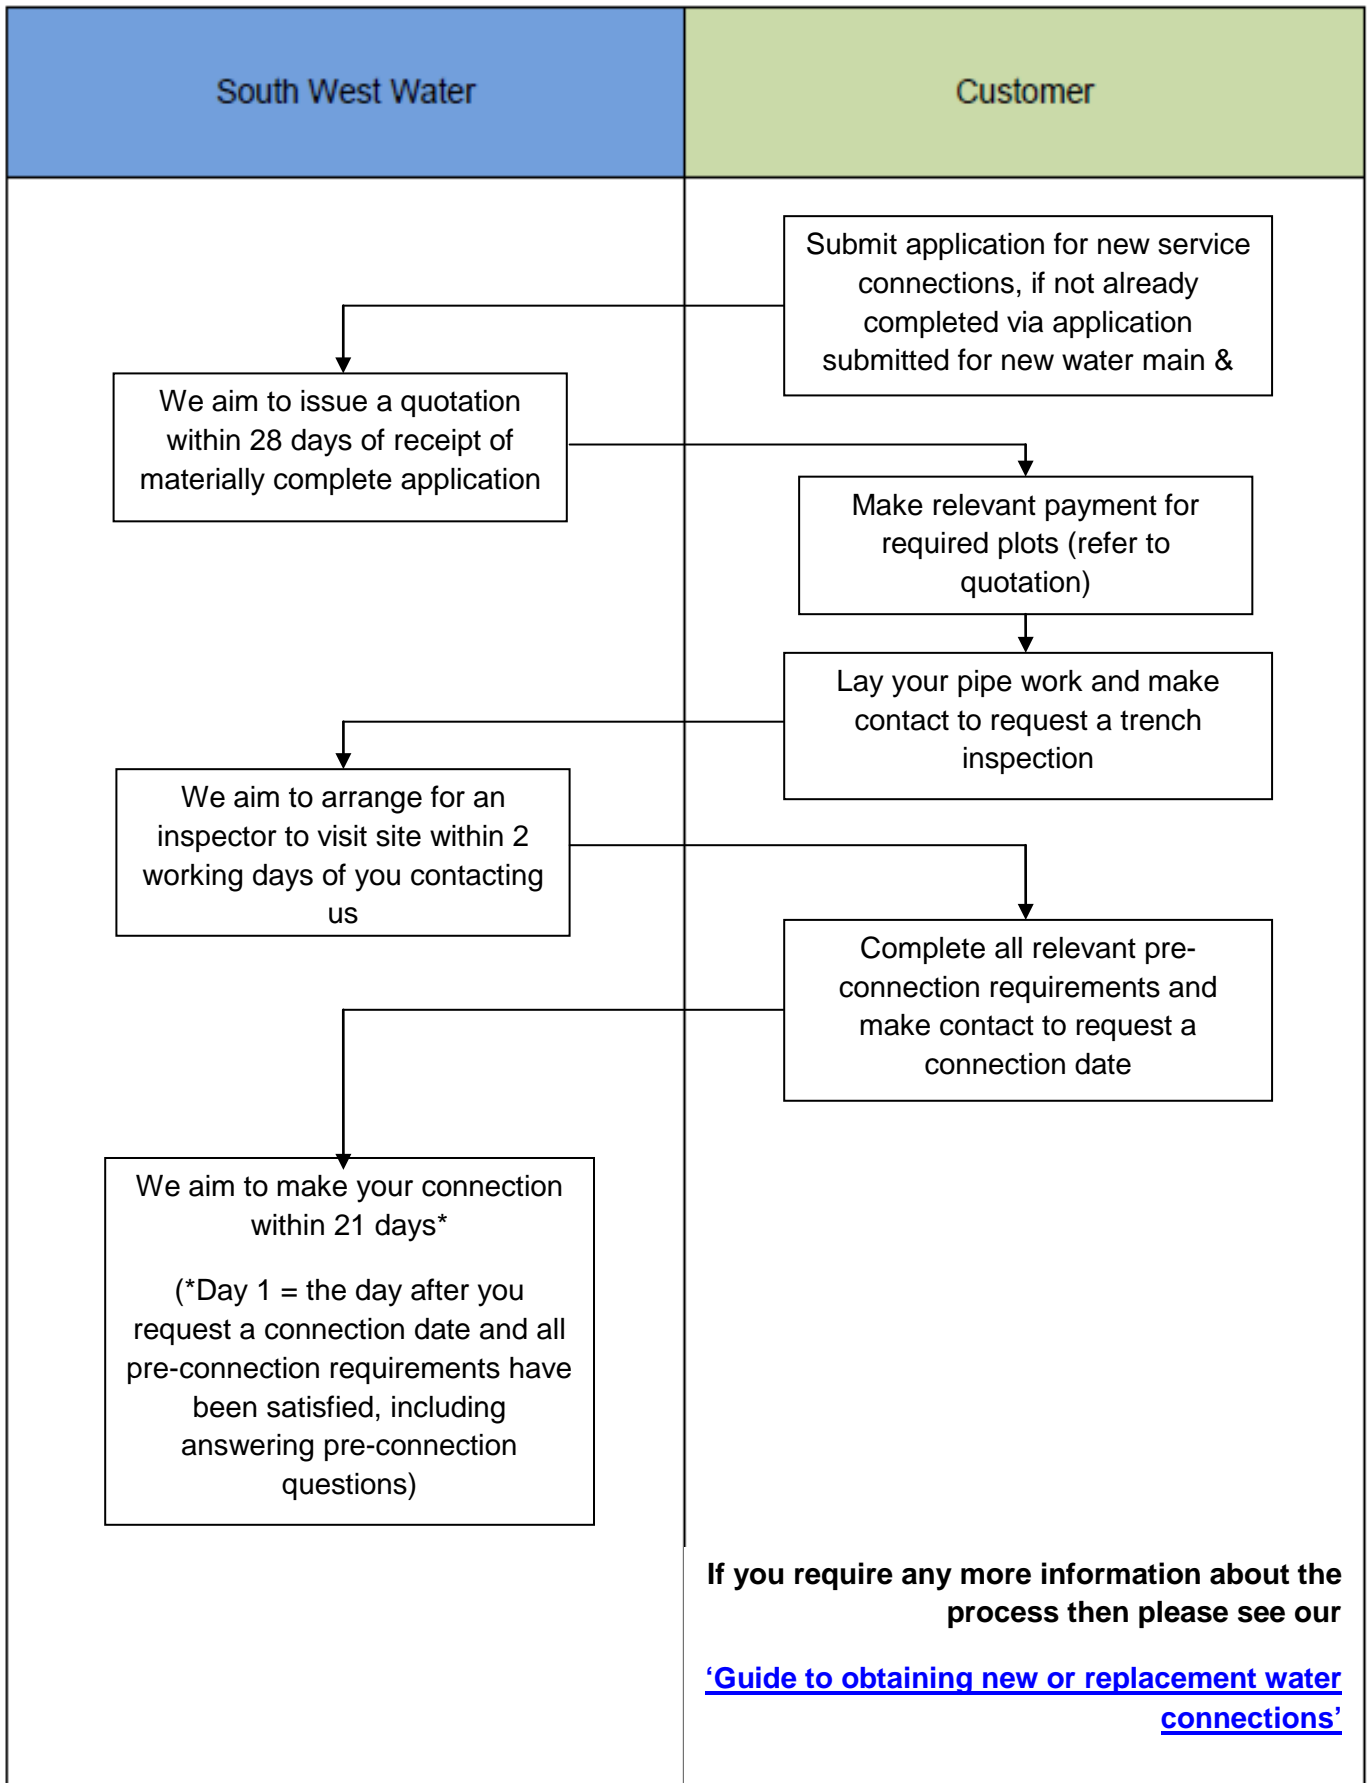 South West Water
Customer
Submit application for new service
connections, if not already
completed via application
submitted for new water main &
We aim to issue a quotation
within 28 days of receipt of
materially complete application
Make relevant payment for
required plots (refer to
quotation)
Lay your pipe work and make
contact to request a trench
inspection
We aim to arrange for an
inspector to visit site within 2
working days of you contacting
us
Complete all relevant pre-
connection requirements and
make contact to request a
connection date
We aim to make your connection
within 21 days*
(*Day 1 = the day after you
request a connection date and all
pre-connection requirements have
been satisfied, including
answering pre-connection
questions)
If you require any more information about the
process then please see our
‘Guide to obtaining new or replacement water
connections’